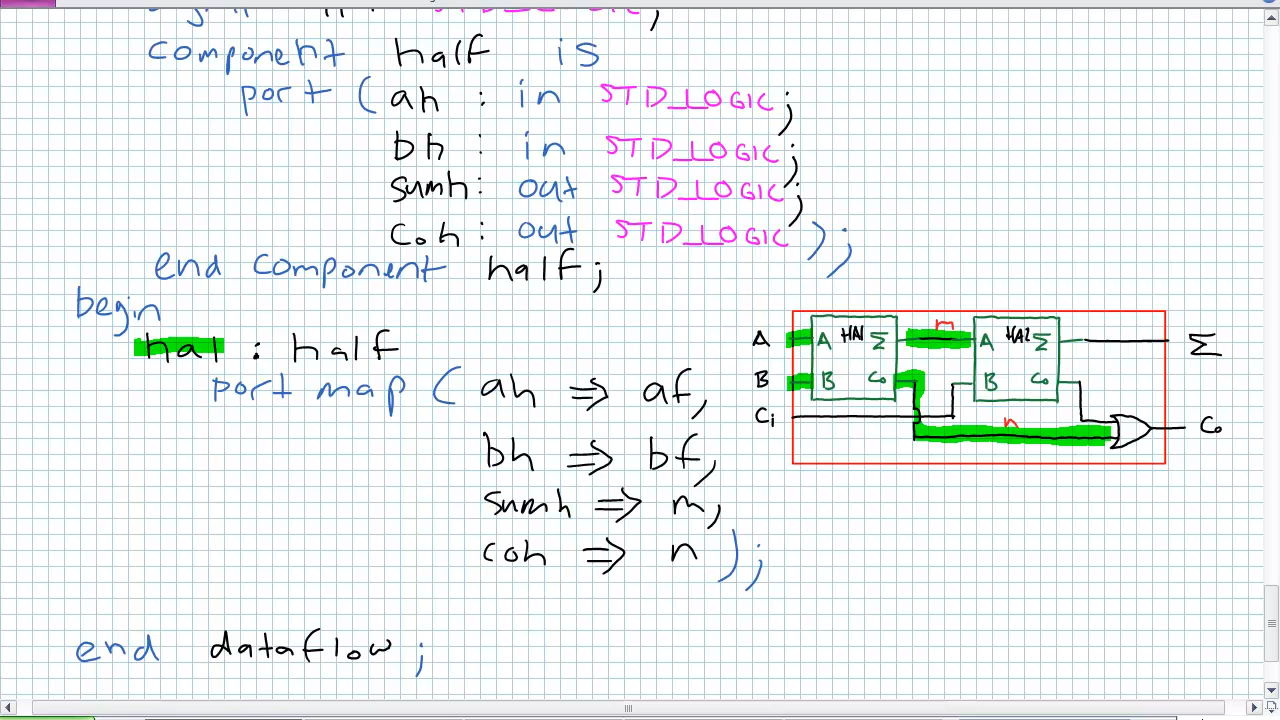 STD_LOGIC;
component half is
port ( ah : in STD_LOGIC;
bh : in STD_LOGIC;
sumh : out STD_LOGIC;
coh : out STD_LOGIC );
end component half;
begin
ha1 : half
port map ( ah => af,
bh => bf,
sumh => m,
coh => n );
end dataflow;
A A HA1 Σ m A HA2 Σ Σ
B B Co B Co
Ci n Co